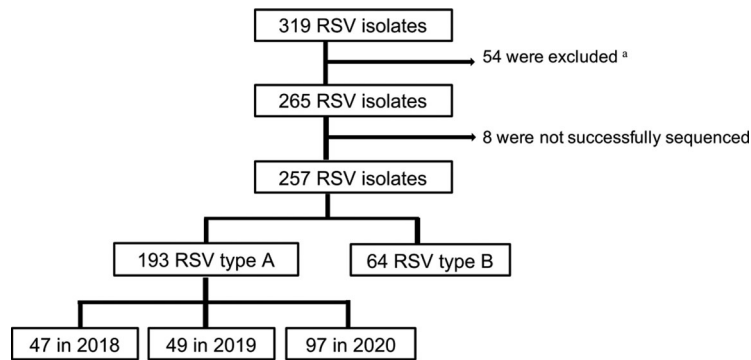 319 RSV isolates
54 were excluded ᵃ
265 RSV isolates
8 were not successfully sequenced
257 RSV isolates
193 RSV type A
64 RSV type B
47 in 2018
49 in 2019
97 in 2020